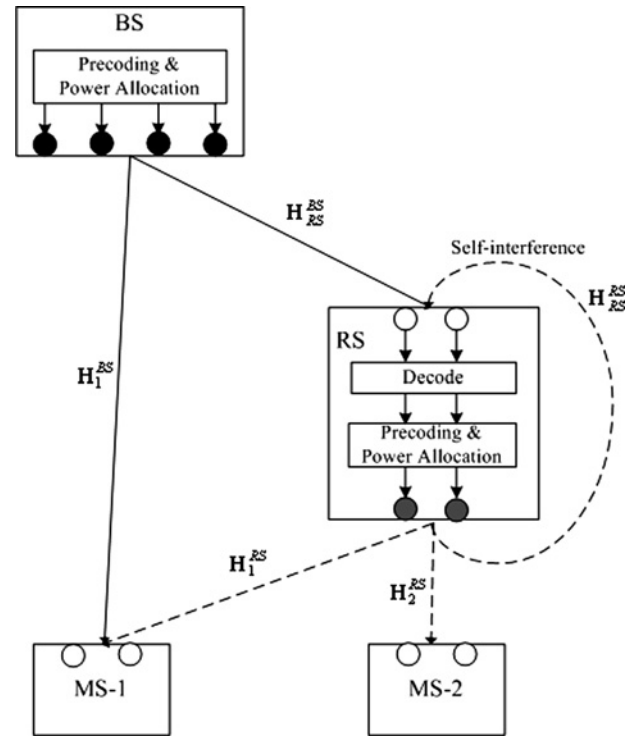 BS
Precoding &
Power Allocation
H_{RS}^{BS}
Self-interference
H_{RS}^{RS}
RS
H_1^{BS}
Decode
Precoding &
Power Allocation
H_1^{RS}
H_2^{RS}
MS-1
MS-2